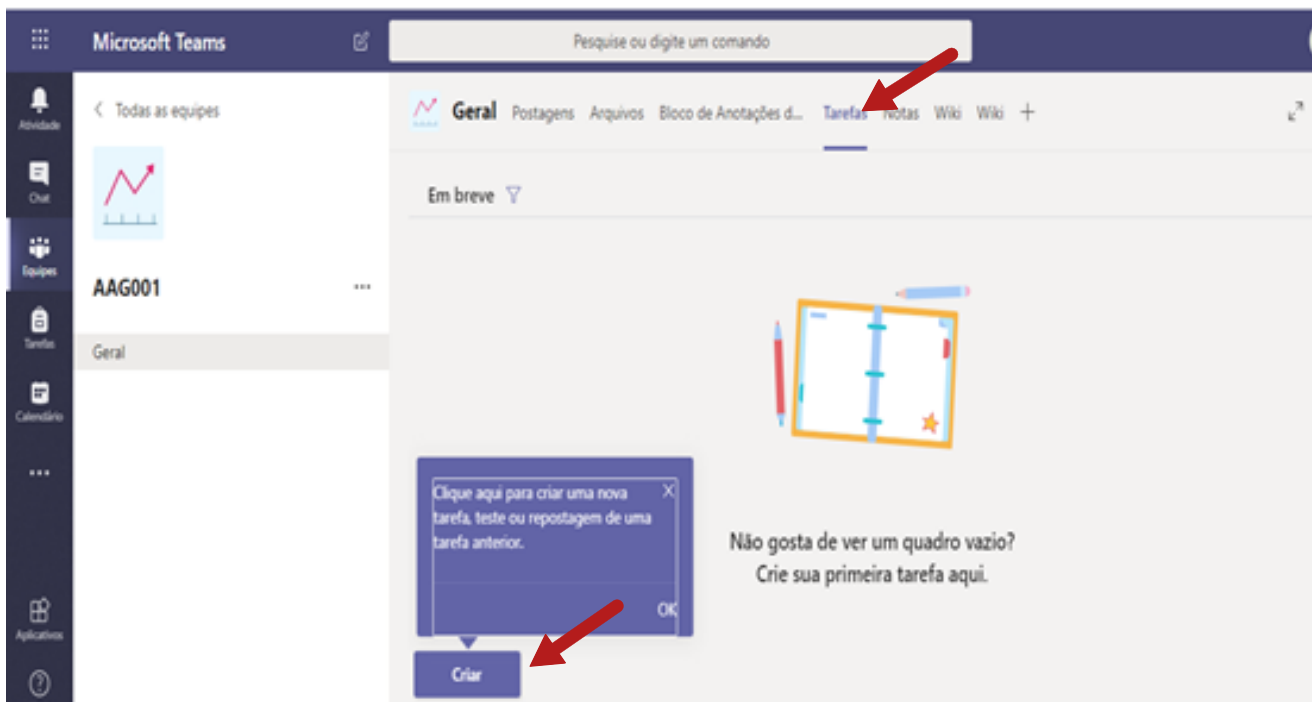 Microsoft Teams
Pesquise ou digite um comando
Atividade
Chat
Equipes
Tarefas
Calendário
Aplicativos
Todas as equipes
AAG001
Geral
Geral Postagens Arquivos Bloco de Anotações d... Tarefas Notas Wiki Wiki
Em breve
Clique aqui para criar uma nova
tarefa, teste ou repostagem de uma
tarefa anterior.
OK
Não gosta de ver um quadro vazio?
Crie sua primeira tarefa aqui.
Criar